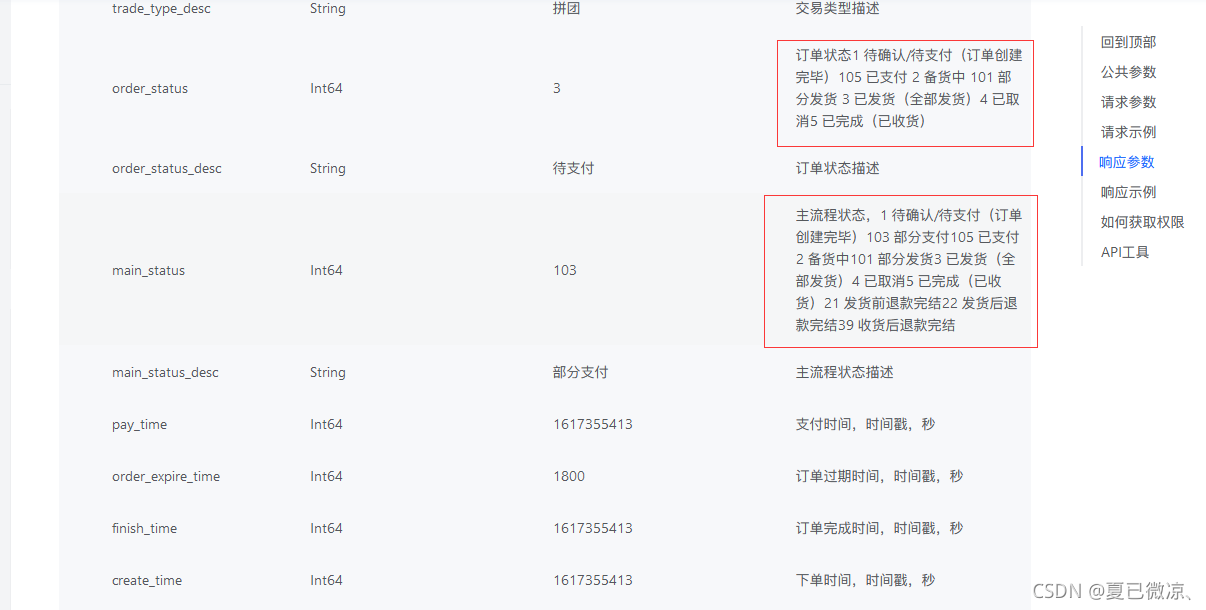 trade_type_desc String 拼团 交易类型描述
order_status Int64 3 订单状态1 待确认/待支付（订单创建
完毕）105 已支付 2 备货中 101 部
分发货 3 已发货（全部发货）4 已取
消5 已完成（已收货）
order_status_desc String 待支付 订单状态描述
main_status Int64 103 主流程状态，1 待确认/待支付（订单
创建完毕）103 部分支付105 已支付
2 备货中101 部分发货3 已发货（全
部发货）4 已取消5 已完成（已收
货）21 发货前退款完结22 发货后退
款完结39 收货后退款完结
main_status_desc String 部分支付 主流程状态描述
pay_time Int64 1617355413 支付时间，时间戳，秒
order_expire_time Int64 1800 订单过期时间，时间戳，秒
finish_time Int64 1617355413 订单完成时间，时间戳，秒
create_time Int64 1617355413 下单时间，时间戳，秒
回到顶部
公共参数
请求参数
请求示例
响应参数
响应示例
如何获取权限
API工具
CSDN @夏已微凉、